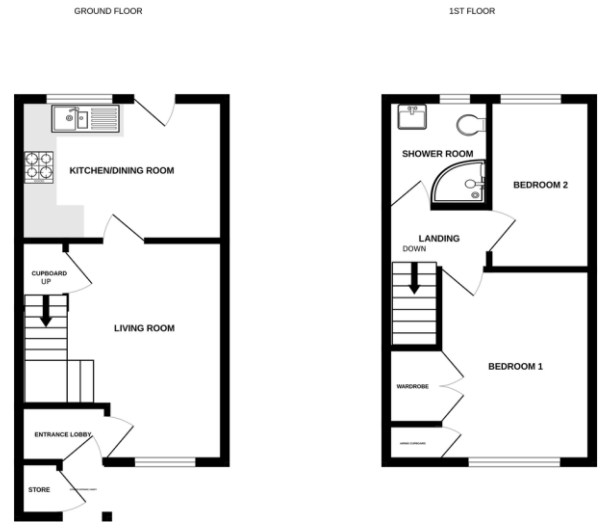 GROUND FLOOR
1ST FLOOR
KITCHEN/DINING ROOM
CUPBOARD
UP
LIVING ROOM
ENTRANCE LOBBY
STORE
SHOWER ROOM
BEDROOM 2
LANDING
DOWN
BEDROOM 1
WARDROBE